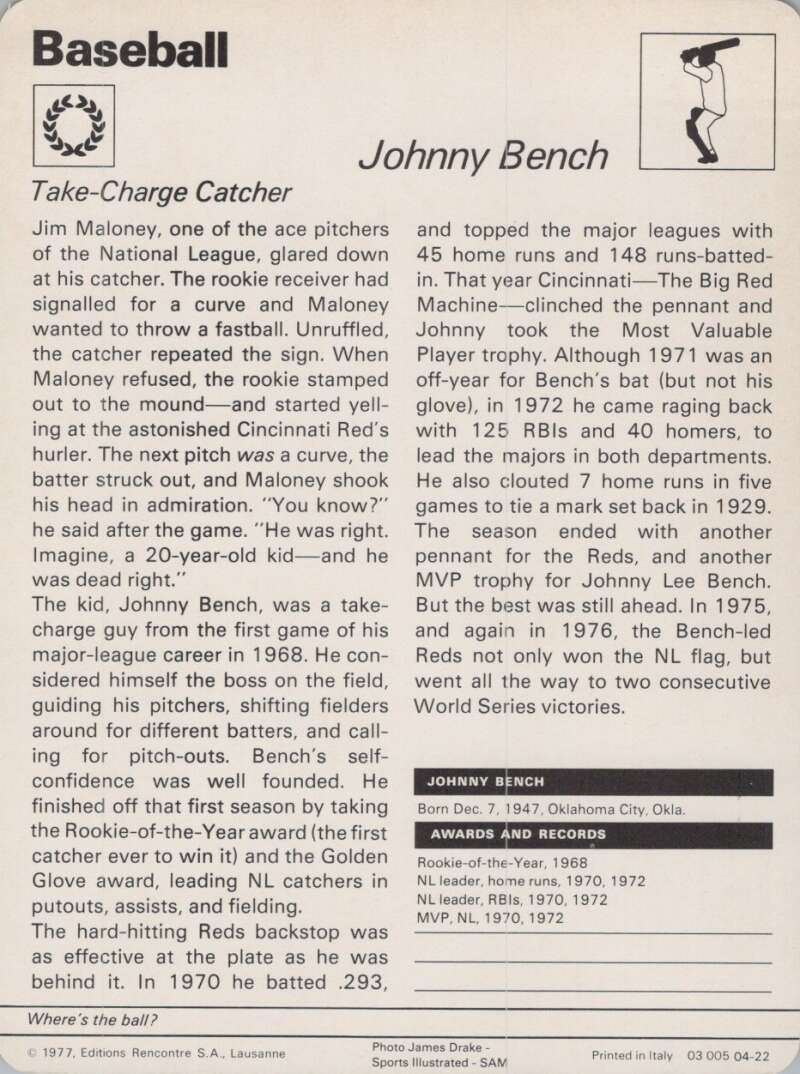 Baseball
Johnny Bench
Take-Charge Catcher
Jim Maloney, one of the ace pitchers
of the National League, glared down
at his catcher. The rookie receiver had
signalled for a curve and Maloney
wanted to throw a fastball. Unruffled,
the catcher repeated the sign. When
Maloney refused, the rookie stamped
out to the mound—and started yell-
ing at the astonished Cincinnati Red's
hurler. The next pitch was a curve, the
batter struck out, and Maloney shook
his head in admiration. "You know?"
he said after the game. "He was right.
Imagine, a 20-year-old kid—and he
was dead right."
The kid, Johnny Bench, was a take-
charge guy from the first game of his
major-league career in 1968. He con-
sidered himself the boss on the field,
guiding his pitchers, shifting fielders
around for different batters, and call-
ing for pitch-outs. Bench's self-
confidence was well founded. He
finished off that first season by taking
the Rookie-of-the-Year award (the first
catcher ever to win it) and the Golden
Glove award, leading NL catchers in
putouts, assists, and fielding.
The hard-hitting Reds backstop was
as effective at the plate as he was
behind it. In 1970 he batted .293,
and topped the major leagues with
45 home runs and 148 runs-batted-
in. That year Cincinnati—The Big Red
Machine—clinched the pennant and
Johnny took the Most Valuable
Player trophy. Although 1971 was an
off-year for Bench's bat (but not his
glove), in 1972 he came raging back
with 125 RBIs and 40 homers, to
lead the majors in both departments.
He also clouted 7 home runs in five
games to tie a mark set back in 1929.
The season ended with another
pennant for the Reds, and another
MVP trophy for Johnny Lee Bench.
But the best was still ahead. In 1975,
and again in 1976, the Bench-led
Reds not only won the NL flag, but
went all the way to two consecutive
World Series victories.
JOHNNY BENCH
Born Dec. 7, 1947, Oklahoma City, Okla.
AWARDS AND RECORDS
Rookie-of-the-Year, 1968
NL leader, home runs, 1970, 1972
NL leader, RBIs, 1970, 1972
MVP, NL, 1970, 1972
Where's the ball?
© 1977, Editions Rencontre S.A., Lausanne
Photo James Drake -
Sports Illustrated - SAM
Printed in Italy 03 005 04-22